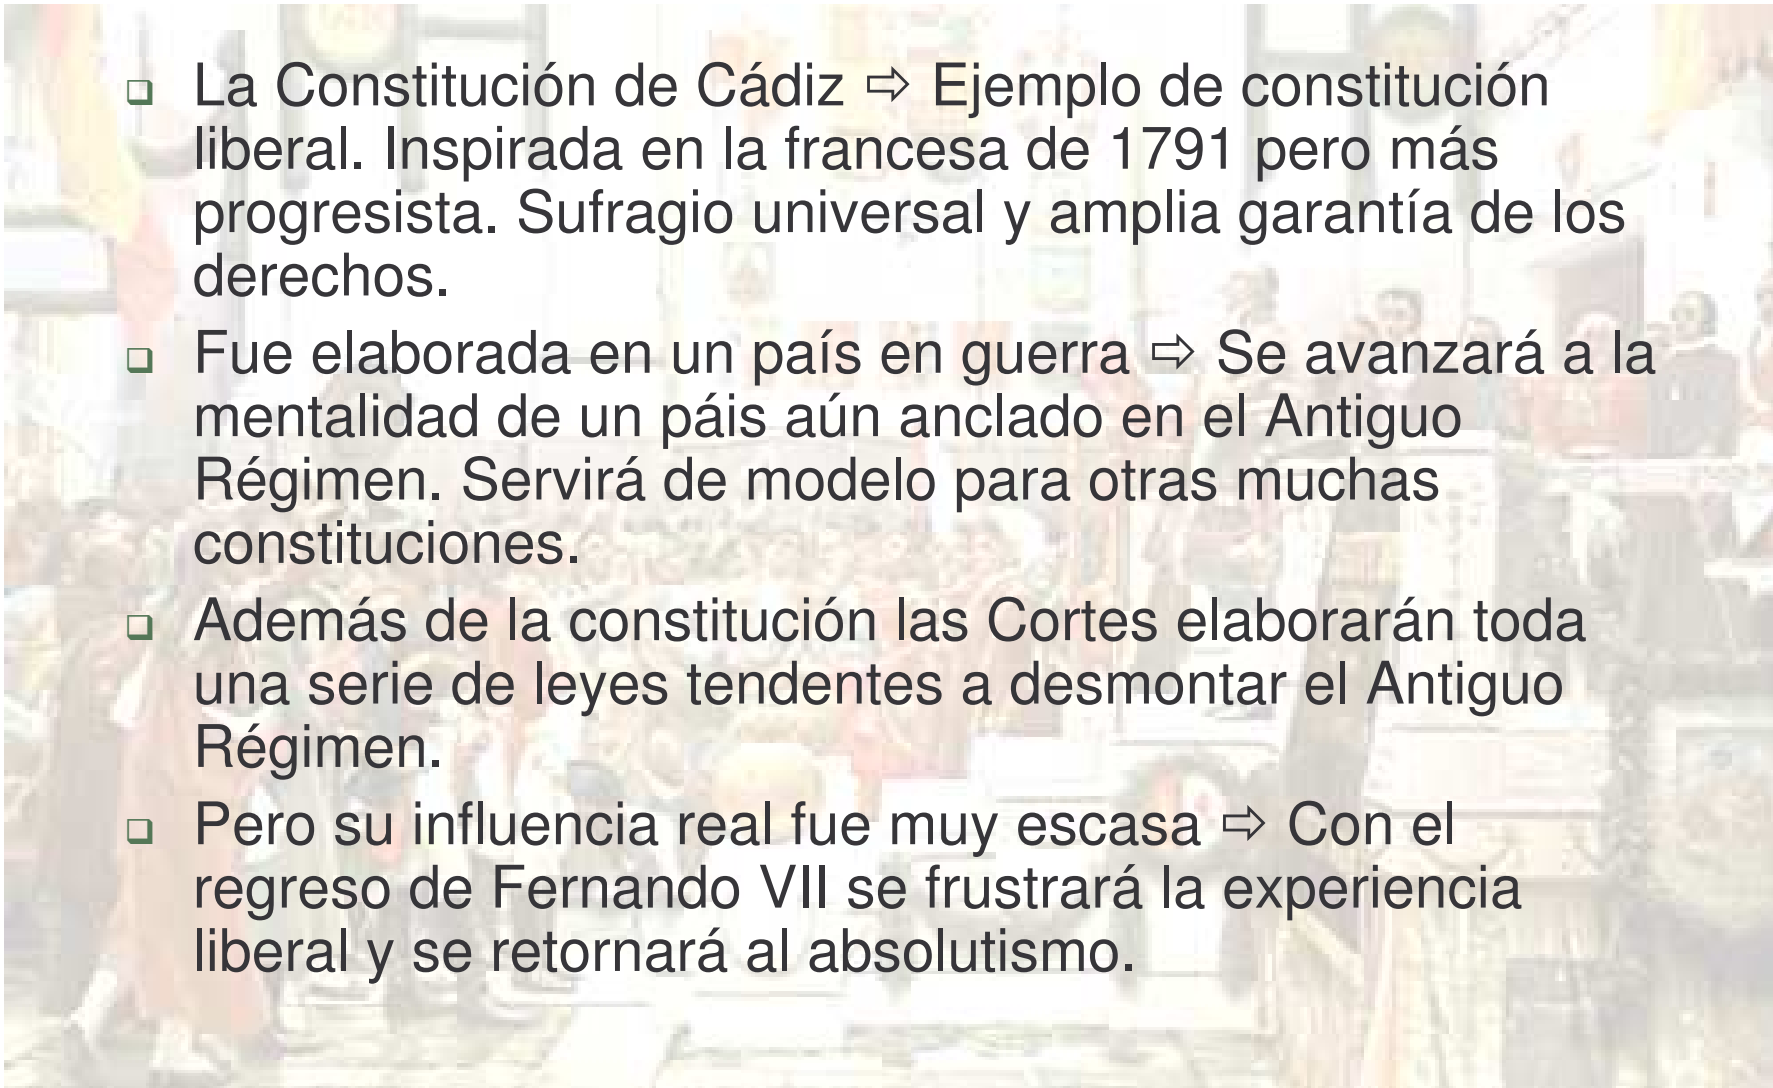 ❑ La Constitución de Cádiz ⇨ Ejemplo de constitución
liberal. Inspirada en la francesa de 1791 pero más
progresista. Sufragio universal y amplia garantía de los
derechos.
❑ Fue elaborada en un país en guerra ⇨ Se avanzará a la
mentalidad de un páis aún anclado en el Antiguo
Régimen. Servirá de modelo para otras muchas
constituciones.
❑ Además de la constitución las Cortes elaborarán toda
una serie de leyes tendentes a desmontar el Antiguo
Régimen.
❑ Pero su influencia real fue muy escasa ⇨ Con el
regreso de Fernando VII se frustrará la experiencia
liberal y se retornará al absolutismo.